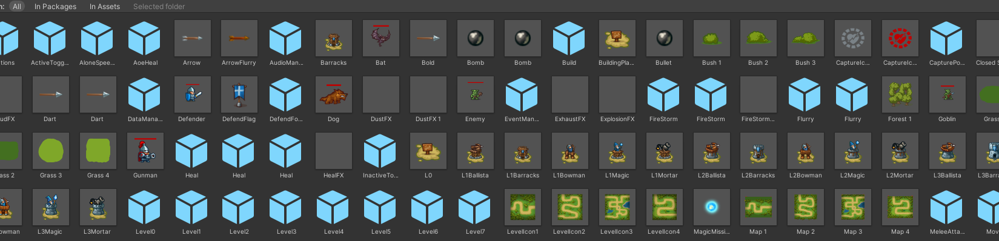 n: All In Packages In Assets Selected folder
tions ActiveTogg... AloneSpee... AoeHeal Arrow ArrowFlurry AudioMan... Barracks Bat Bold Bomb Bomb Build BuildingPla... Bullet Bush 1 Bush 2 Bush 3 CaptureIc... CaptureIc... CapturePo... Closed S
udFX Dart Dart DataMana... Defender DefendFlag DefendFo... Dog DustFX DustFX 1 Enemy EventMan... ExhaustFX ExplosionFX FireStorm FireStorm FireStorm... Flurry Flurry Forest 1 Goblin Grass
ass 2 Grass 3 Grass 4 Gunman Heal Heal Heal HealFX InactiveTo... L0 L1Ballista L1Barracks L1Bowman L1Magic L1Mortar L2Ballista L2Barracks L2Bowman L2Magic L2Mortar L3Ballista L3Barra
owman L3Magic L3Mortar Level0 Level1 Level2 Level3 Level4 Level5 Level6 Level7 LevelIcon1 LevelIcon2 LevelIcon3 LevelIcon4 MagicMissi... Map 1 Map 2 Map 3 Map 4 MeleeAtta... Mov